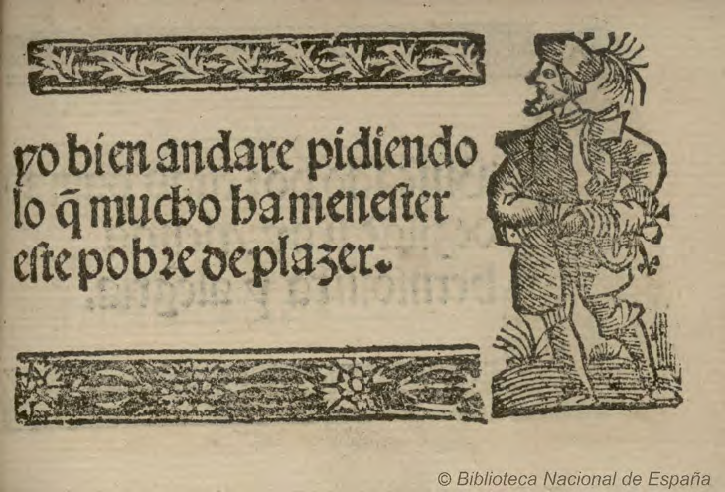 yo bien andare pidiendo
lo q̃ mucho ha menester
este pobre de plazer.
© Biblioteca Nacional de España